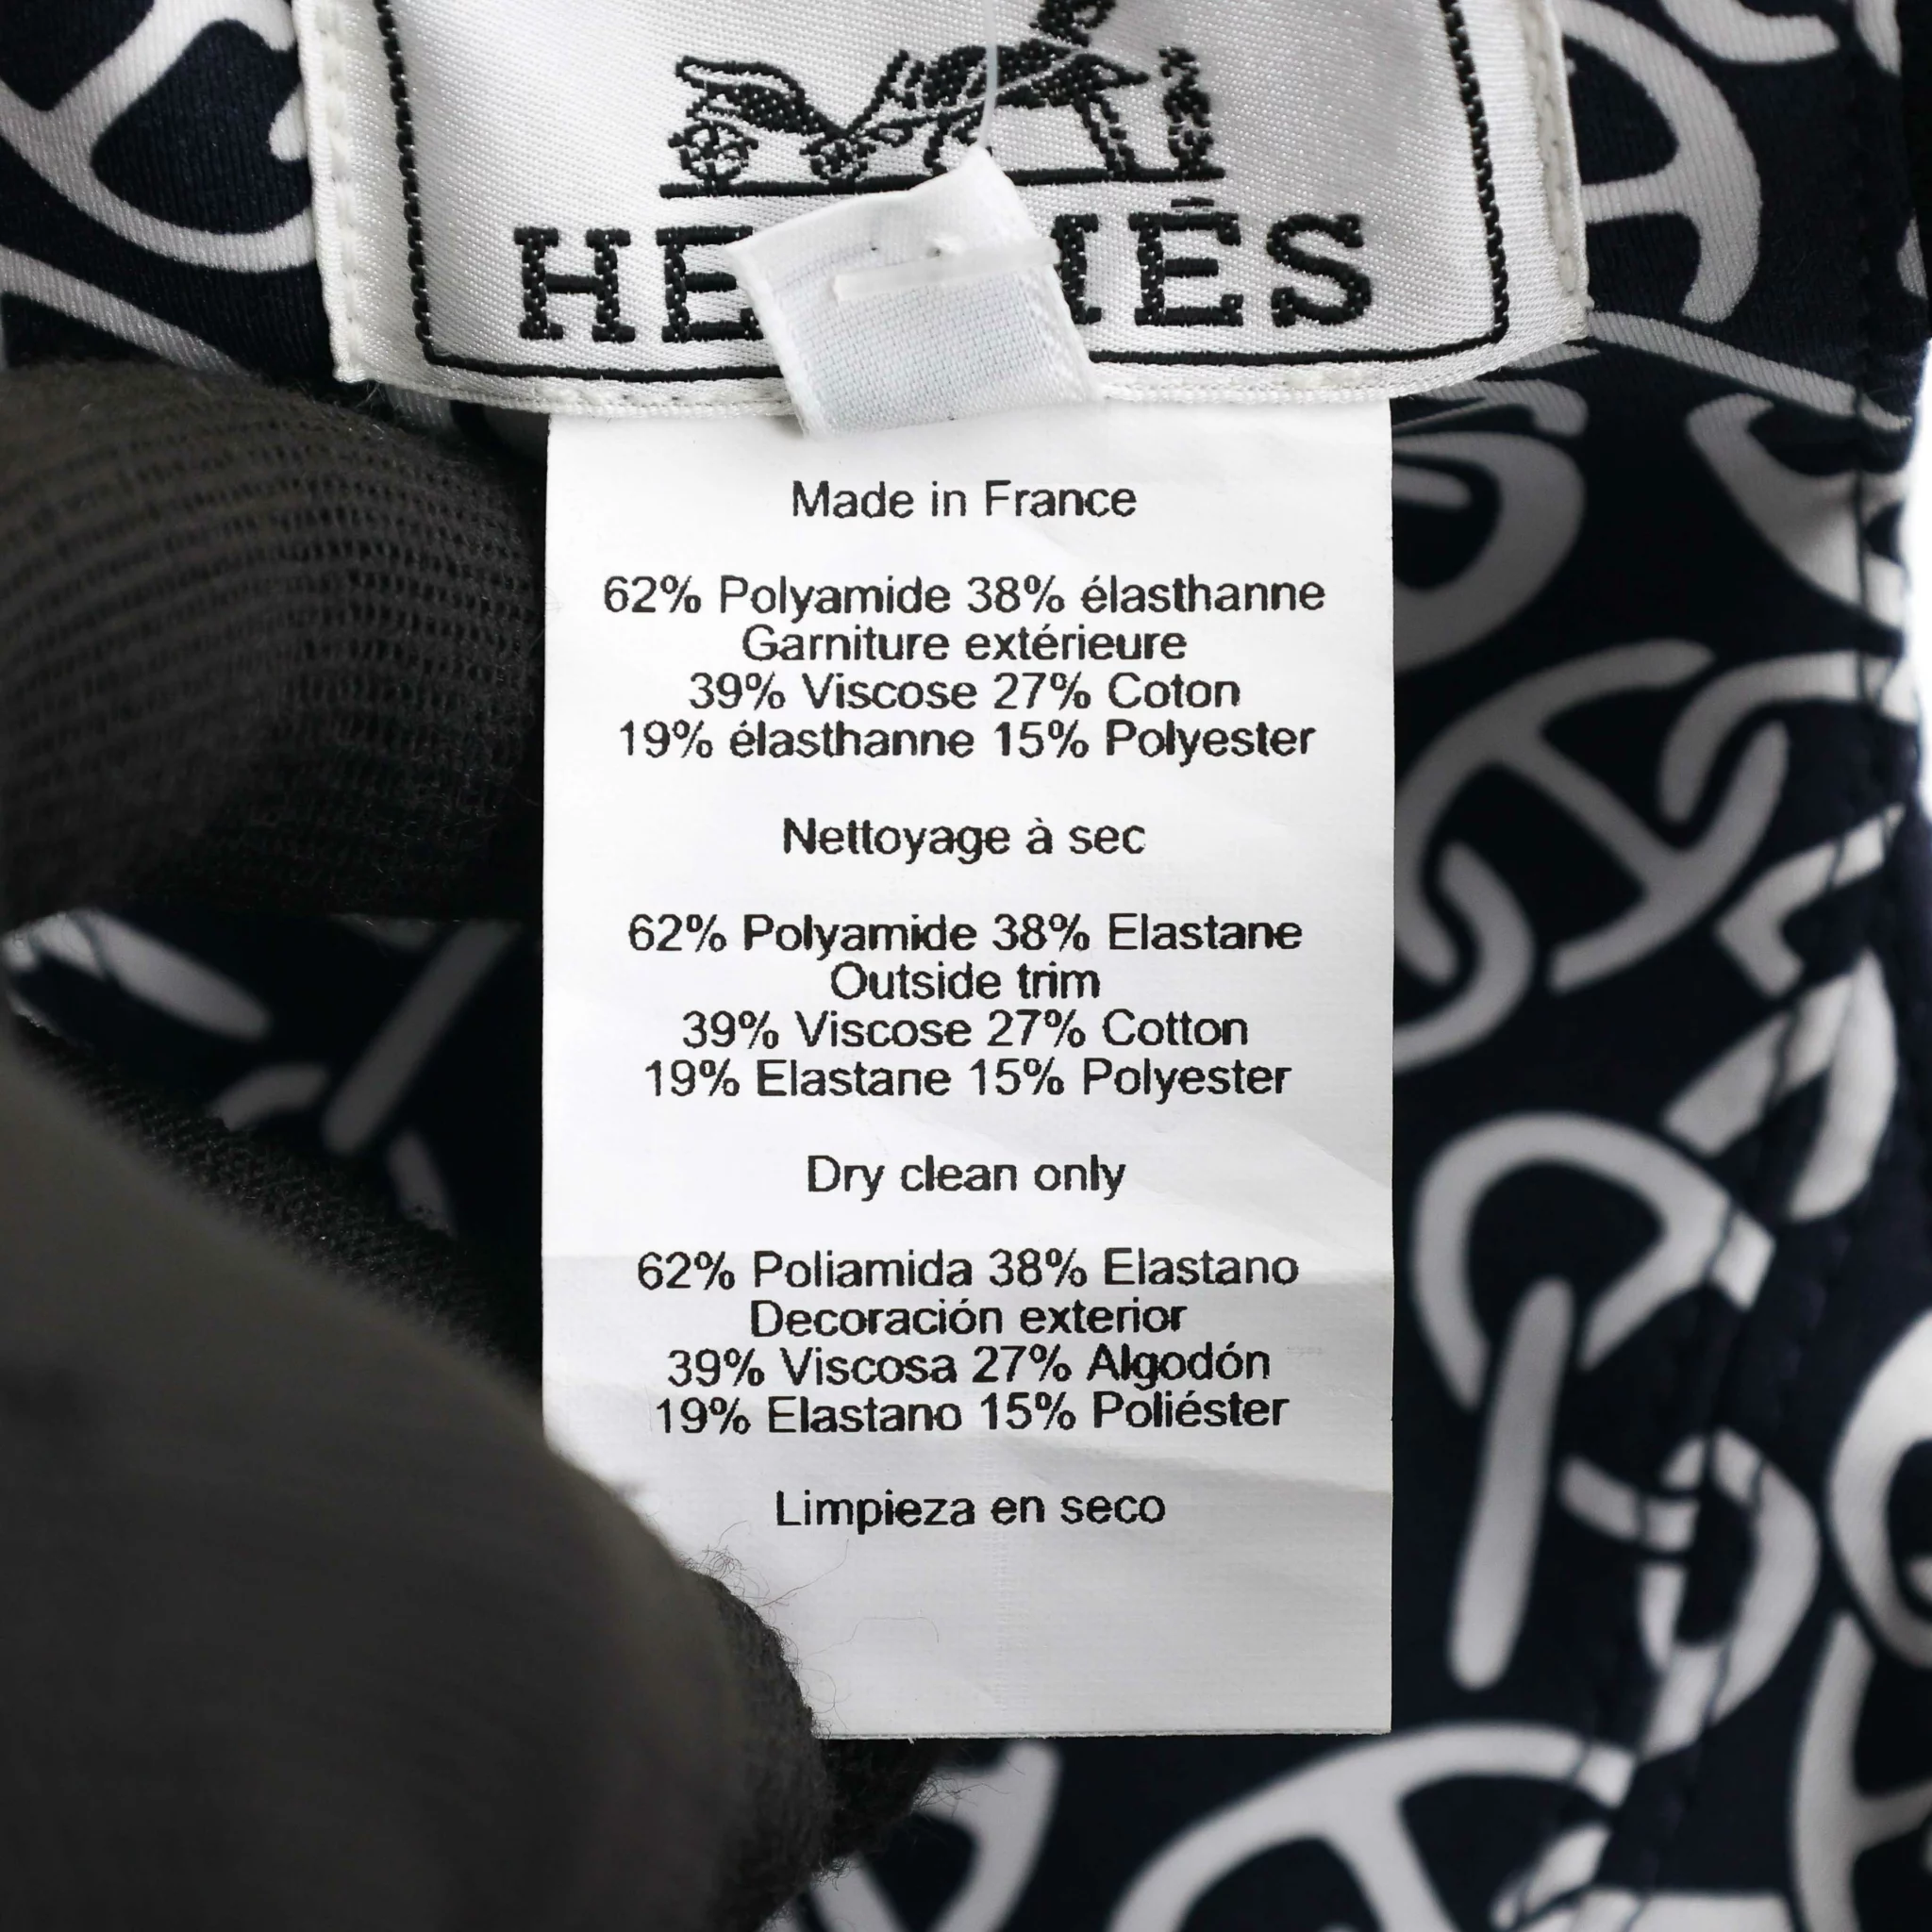 HERMÈS
Made in France
62% Polyamide 38% élasthanne
Garniture extérieure
39% Viscose 27% Coton
19% élasthanne 15% Polyester
Nettoyage à sec
62% Polyamide 38% Elastane
Outside trim
39% Viscose 27% Cotton
19% Elastane 15% Polyester
Dry clean only
62% Poliamida 38% Elastano
Decoración exterior
39% Viscosa 27% Algodón
19% Elastano 15% Poliéster
Limpieza en seco